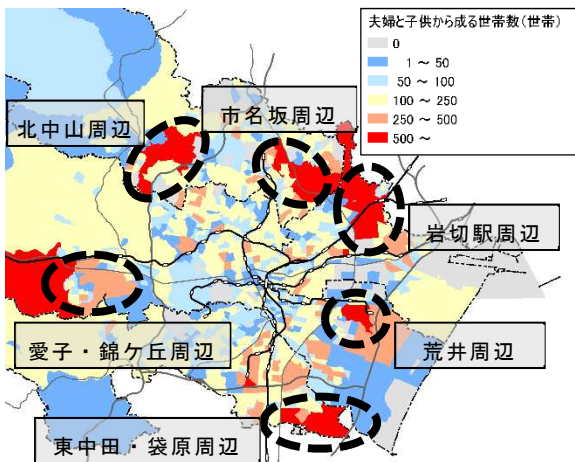 夫婦と子供から成る世帯数(世帯)
0
1 ～ 50
50 ～ 100
100 ～ 250
250 ～ 500
500 ～
北中山周辺
市名坂周辺
岩切駅周辺
愛子・錦ケ丘周辺
荒井周辺
東中田・袋原周辺